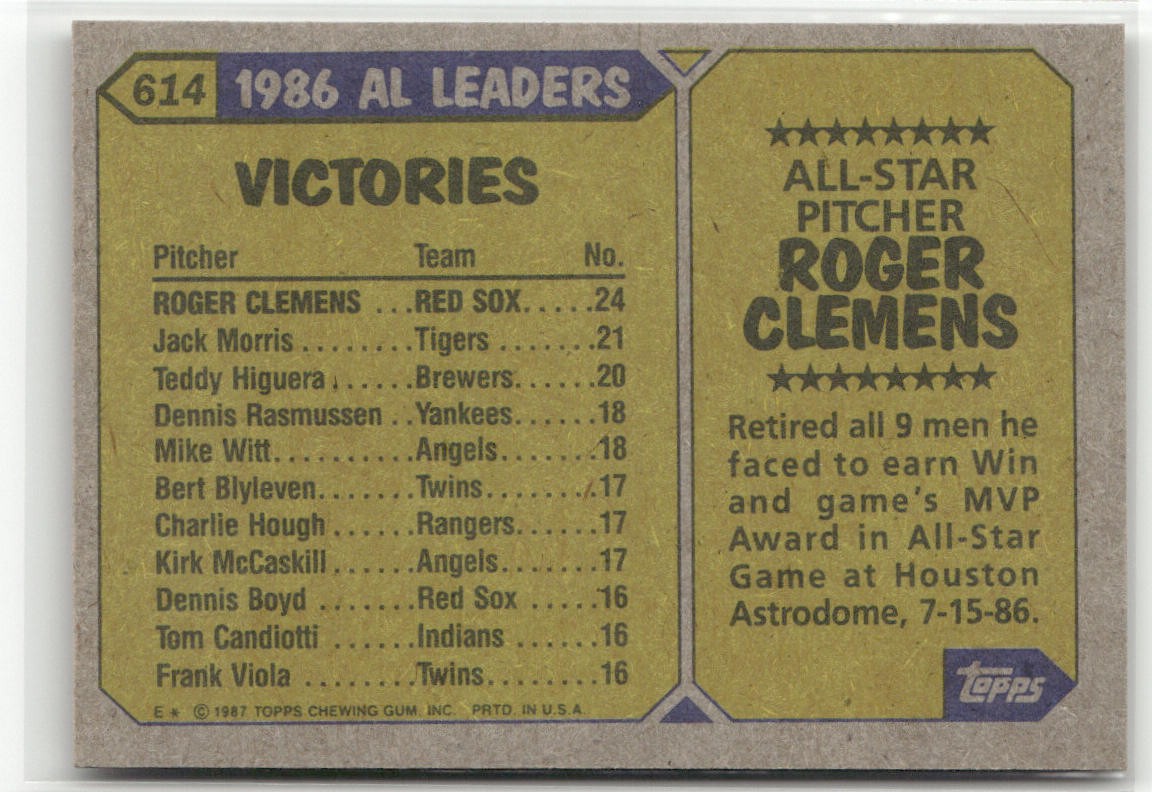 614 1986 AL LEADERS
VICTORIES
Pitcher Team No.
ROGER CLEMENS ...RED SOX.....24
Jack Morris ........Tigers .......21
Teddy Higuera ......Brewers......20
Dennis Rasmussen ..Yankees.......18
Mike Witt..........Angels.......18
Bert Blyleven.......Twins........17
Charlie Hough ......Rangers......17
Kirk McCaskill ......Angels.......17
Dennis Boyd .......Red Sox .....16
Tom Candiotti ......Indians ......16
Frank Viola ........Twins........16
E * © 1987 TOPPS CHEWING GUM, INC. PRTD. IN U.S.A.
★★★★★★★★
ALL-STAR
PITCHER
ROGER
CLEMENS
★★★★★★★★
Retired all 9 men he
faced to earn Win
and game's MVP
Award in All-Star
Game at Houston
Astrodome, 7-15-86.
topps